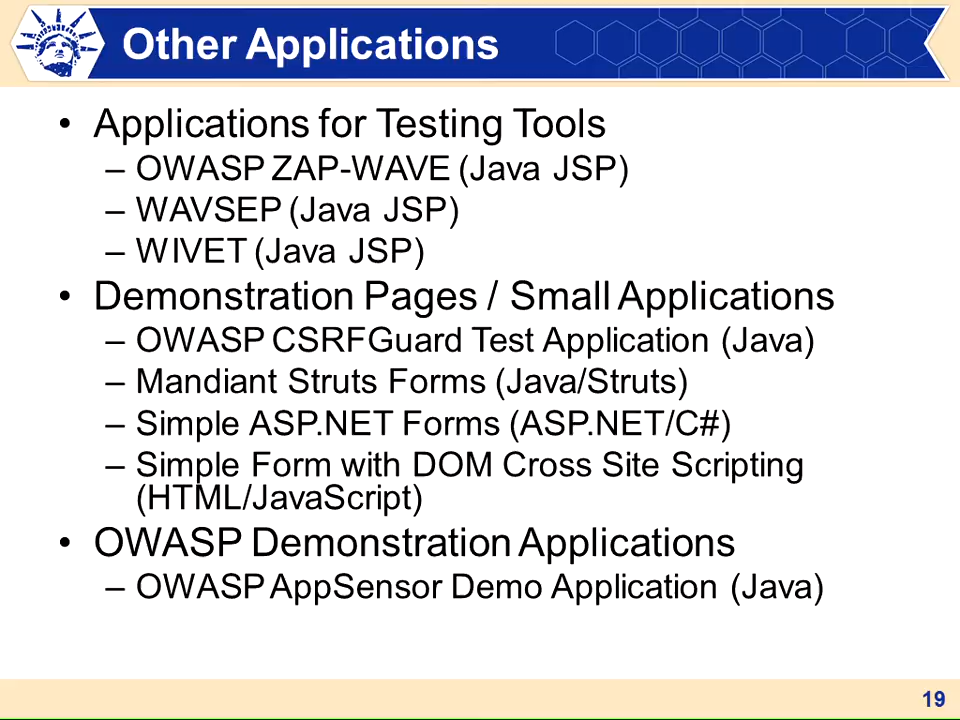 Other Applications
• Applications for Testing Tools
– OWASP ZAP-WAVE (Java JSP)
– WAVSEP (Java JSP)
– WIVET (Java JSP)
• Demonstration Pages / Small Applications
– OWASP CSRFGuard Test Application (Java)
– Mandiant Struts Forms (Java/Struts)
– Simple ASP.NET Forms (ASP.NET/C#)
– Simple Form with DOM Cross Site Scripting
(HTML/JavaScript)
• OWASP Demonstration Applications
– OWASP AppSensor Demo Application (Java)
19